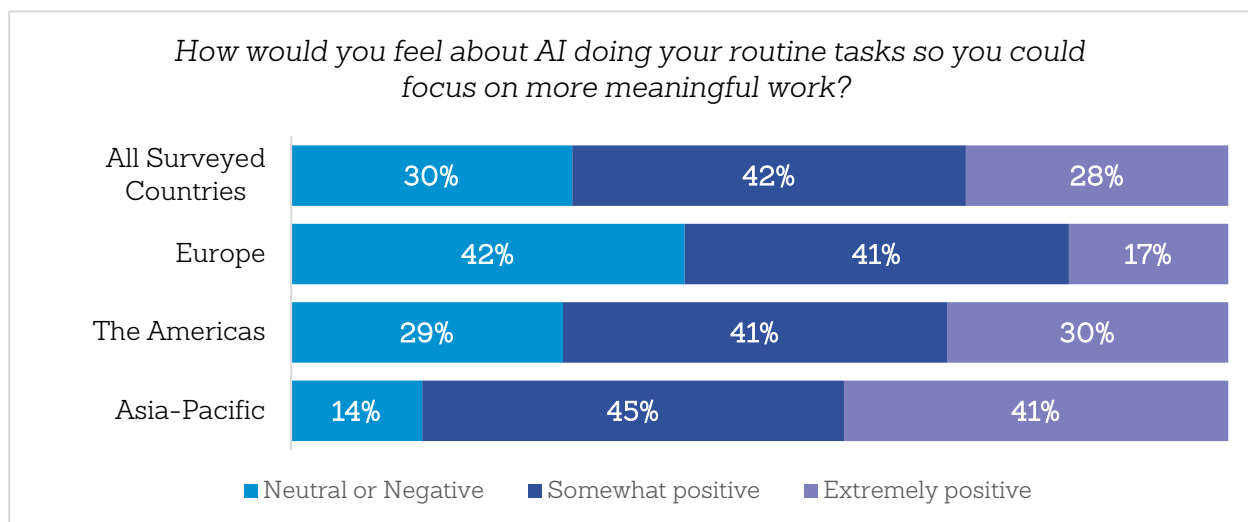 How would you feel about AI doing your routine tasks so you could
focus on more meaningful work?
All Surveyed
Countries
30%
42%
28%
Europe
42%
41%
17%
The Americas
29%
41%
30%
Asia-Pacific
14%
45%
41%
Neutral or Negative
Somewhat positive
Extremely positive